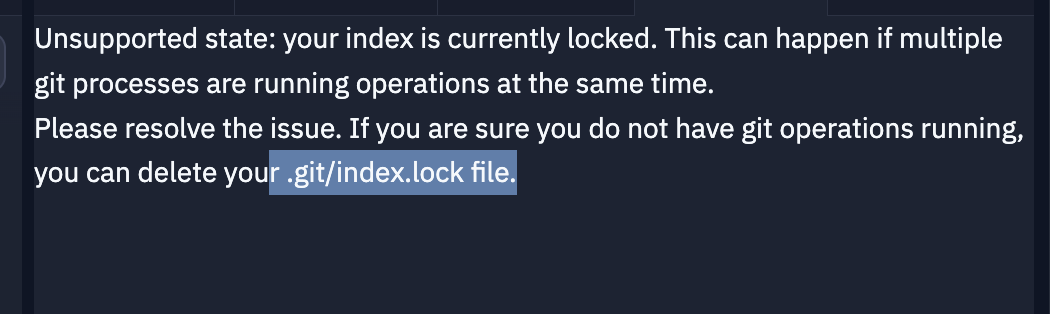 Unsupported state: your index is currently locked. This can happen if multiple
git processes are running operations at the same time.
Please resolve the issue. If you are sure you do not have git operations running,
you can delete your .git/index.lock file.